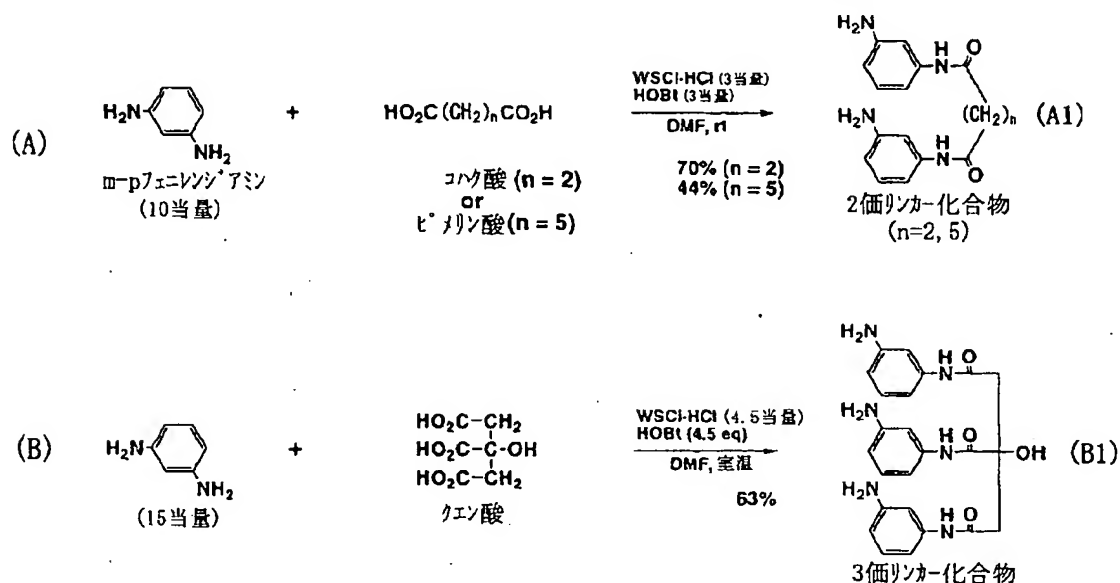 (A)
H₂N
NH₂
m-pフェニレンジアミン
(10当量)
+
HO₂C(CH₂)ₙCO₂H
コハク酸 (n = 2)
or
ピメリン酸 (n = 5)
WSCI-HCl (3当量)
HOBt (3当量)
DMF, rt
70% (n = 2)
44% (n = 5)
H₂N
H O
N
H₂N
(CH₂)ₙ
N
H O
(A1)
2価リンカー化合物
(n=2, 5)
(B)
H₂N
NH₂
(15当量)
+
HO₂C-CH₂
HO₂C-C-OH
HO₂C-CH₂
クエン酸
WSCI-HCl (4.5当量)
HOBt (4.5 eq)
DMF, 室温
63%
H₂N
H O
N
H₂N
H O
N
OH
H₂N
H O
N
(B1)
3価リンカー化合物